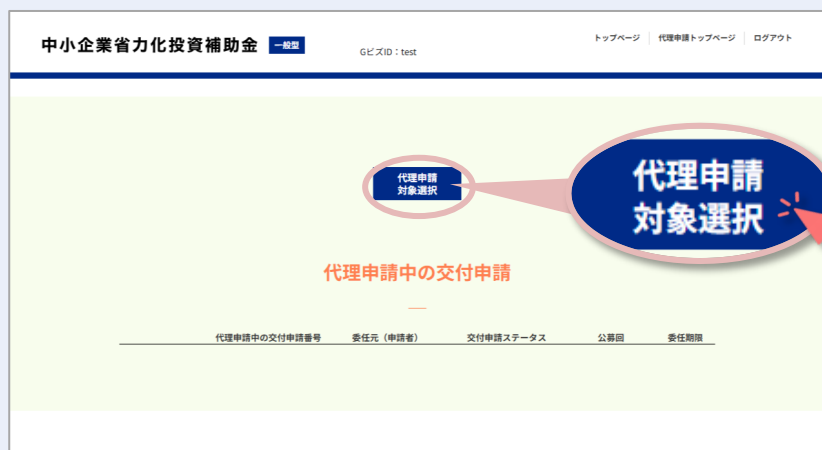 中小企業省力化投資補助金 一般型
GビズID：test
トップページ 代理申請トップページ ログアウト
代理申請
対象選択
代理申請
対象選択
代理申請中の交付申請
代理申請中の交付申請番号 委任元（申請者） 交付申請ステータス 公募回 委任期限